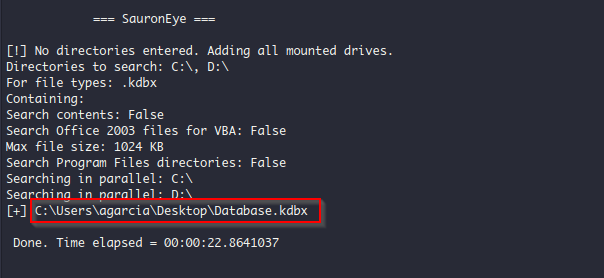 === SauronEye ===
[!] No directories entered. Adding all mounted drives.
Directories to search: C:\, D:\
For file types: .kdbx
Containing:
Search contents: False
Search Office 2003 files for VBA: False
Max file size: 1024 KB
Search Program Files directories: False
Searching in parallel: C:\
Searching in parallel: D:\
[+] C:\Users\agarcia\Desktop\Database.kdbx
Done. Time elapsed = 00:00:22.8641037